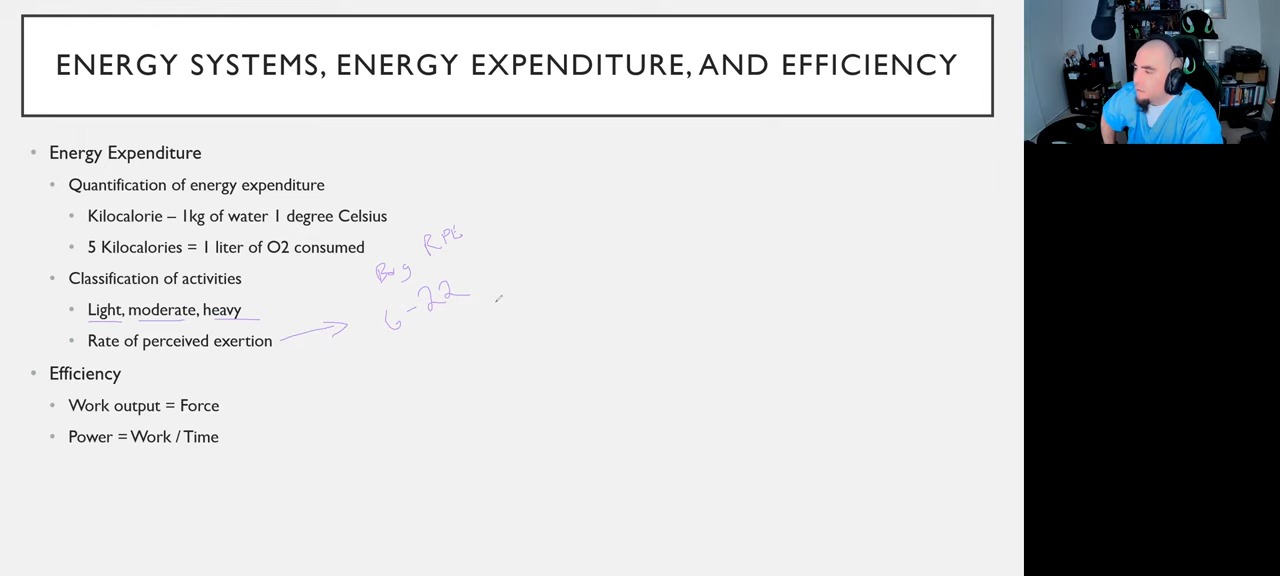 ENERGY SYSTEMS, ENERGY EXPENDITURE, AND EFFICIENCY
• Energy Expenditure
• Quantification of energy expenditure
• Kilocalorie – 1kg of water 1 degree Celsius
• 5 Kilocalories = 1 liter of O2 consumed
RPE
• Classification of activities
• Light, moderate, heavy
6-22
• Rate of perceived exertion
• Efficiency
• Work output = Force
• Power = Work / Time